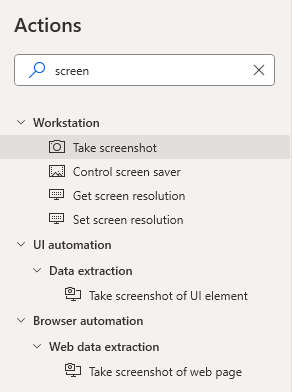 Actions
screen
Workstation
Take screenshot
Control screen saver
Get screen resolution
Set screen resolution
UI automation
Data extraction
Take screenshot of UI element
Browser automation
Web data extraction
Take screenshot of web page